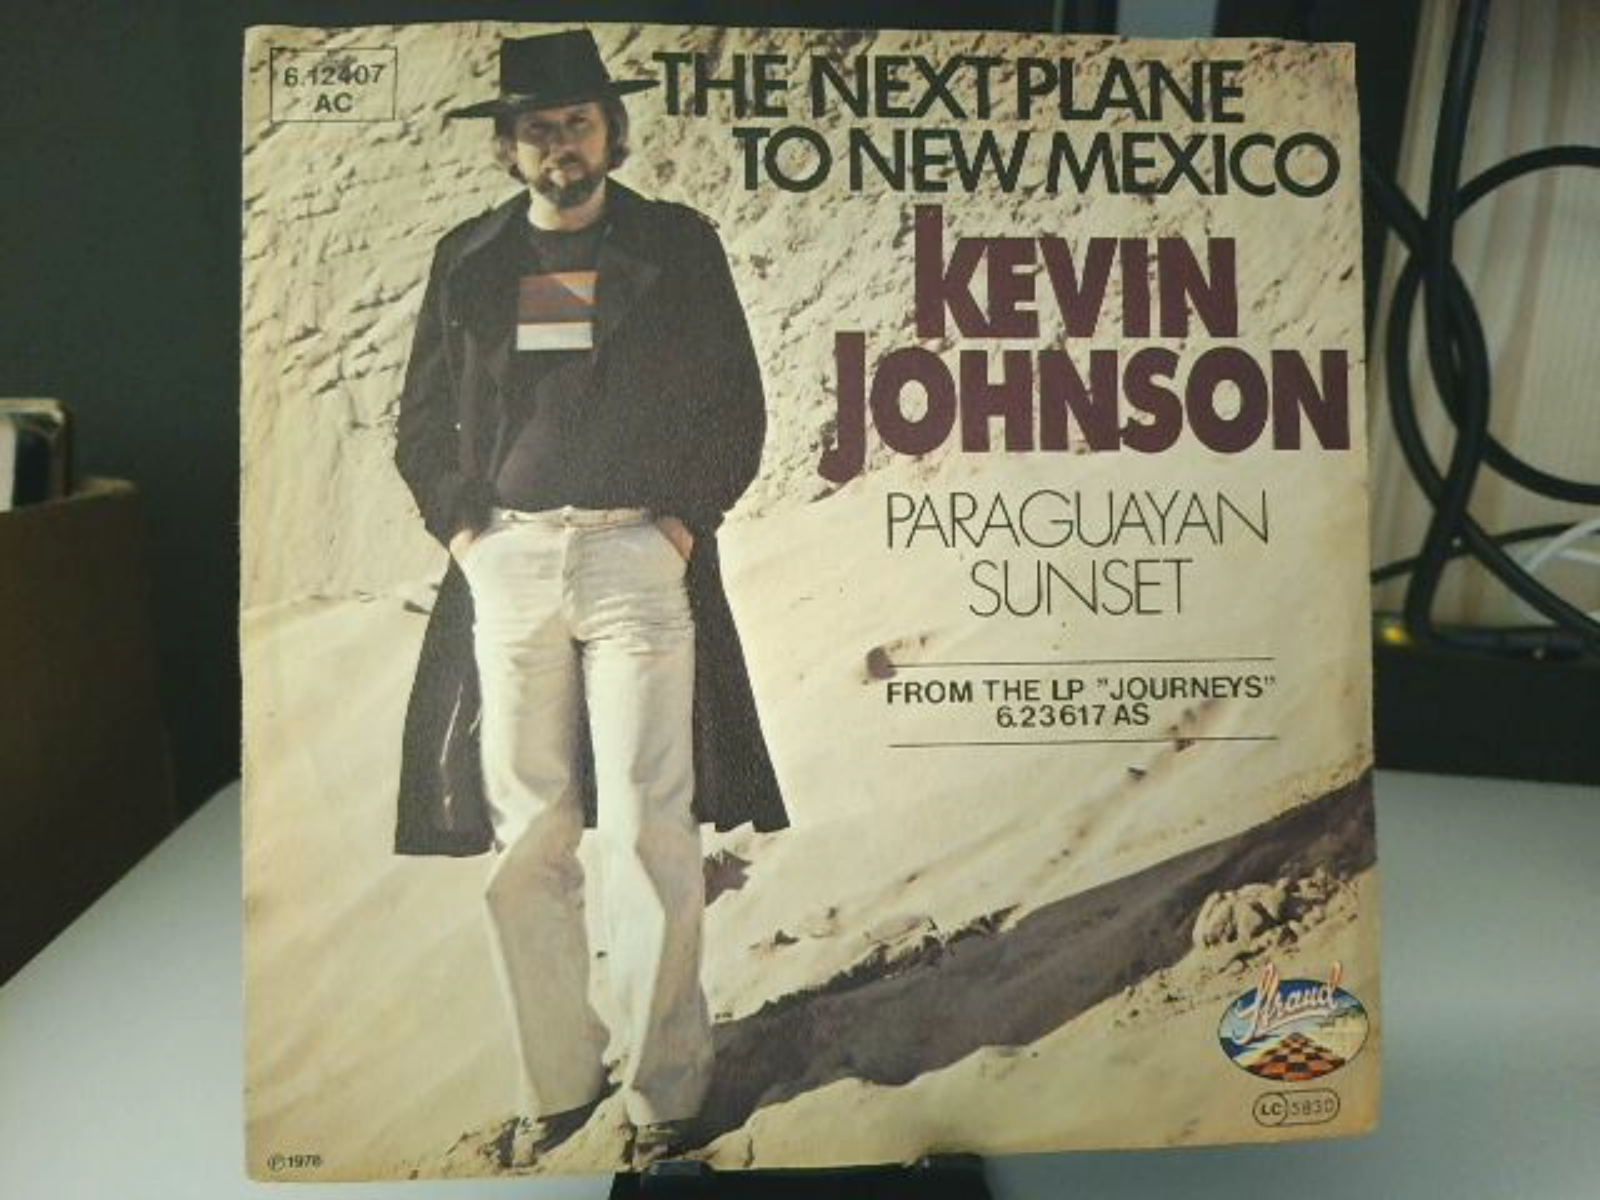 6.12407
AC
THE NEXT PLANE
TO NEW MEXICO
KEVIN
JOHNSON
PARAGUAYAN
SUNSET
FROM THE LP "JOURNEYS"
6.23617 AS
Strand
LC 5830
℗ 1978